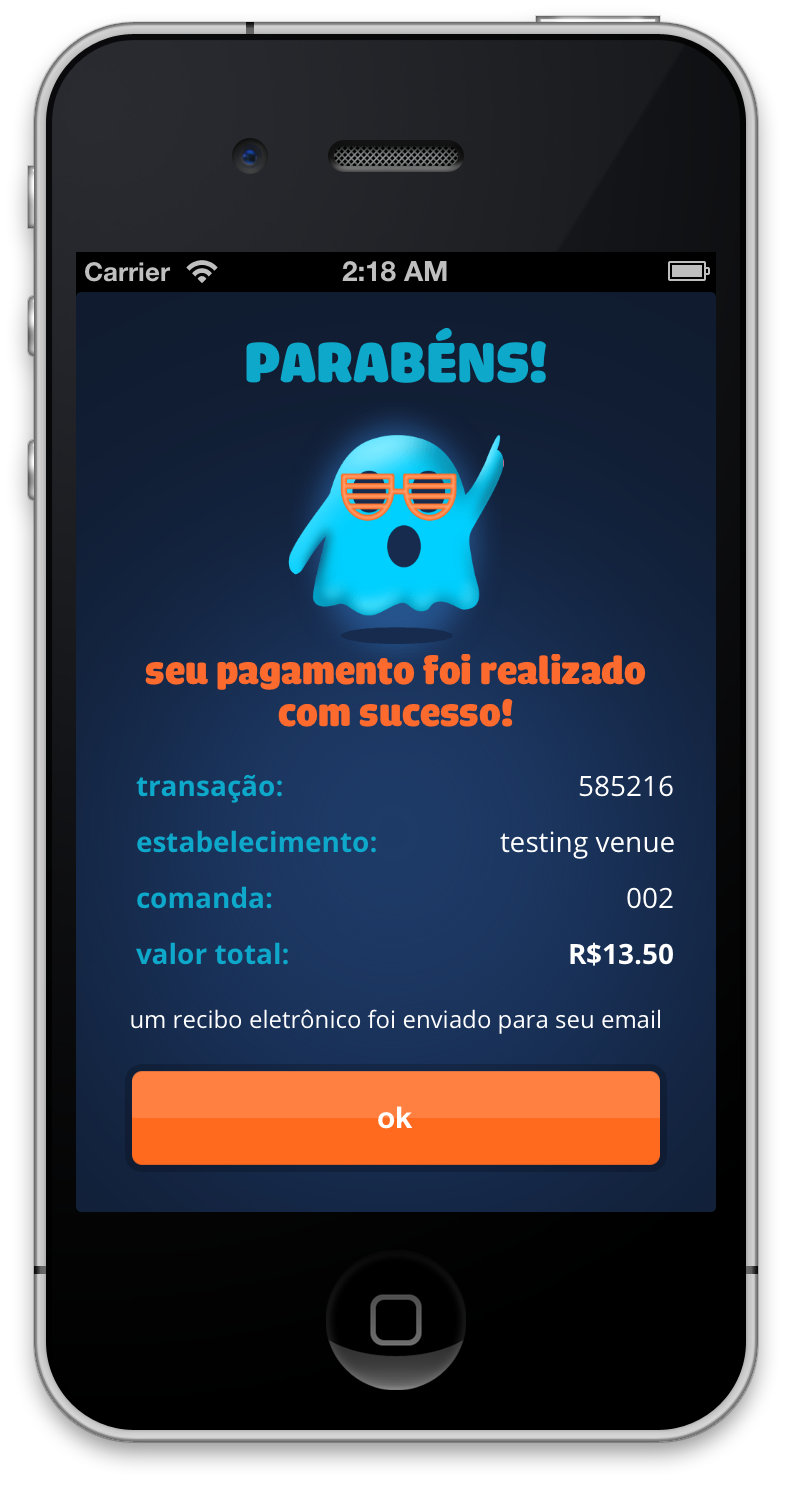 Carrier 2:18 AM
PARABÉNS!
seu pagamento foi realizado
com sucesso!
transação: 585216
estabelecimento: testing venue
comanda: 002
valor total: R$13.50
um recibo eletrônico foi enviado para seu email
ok